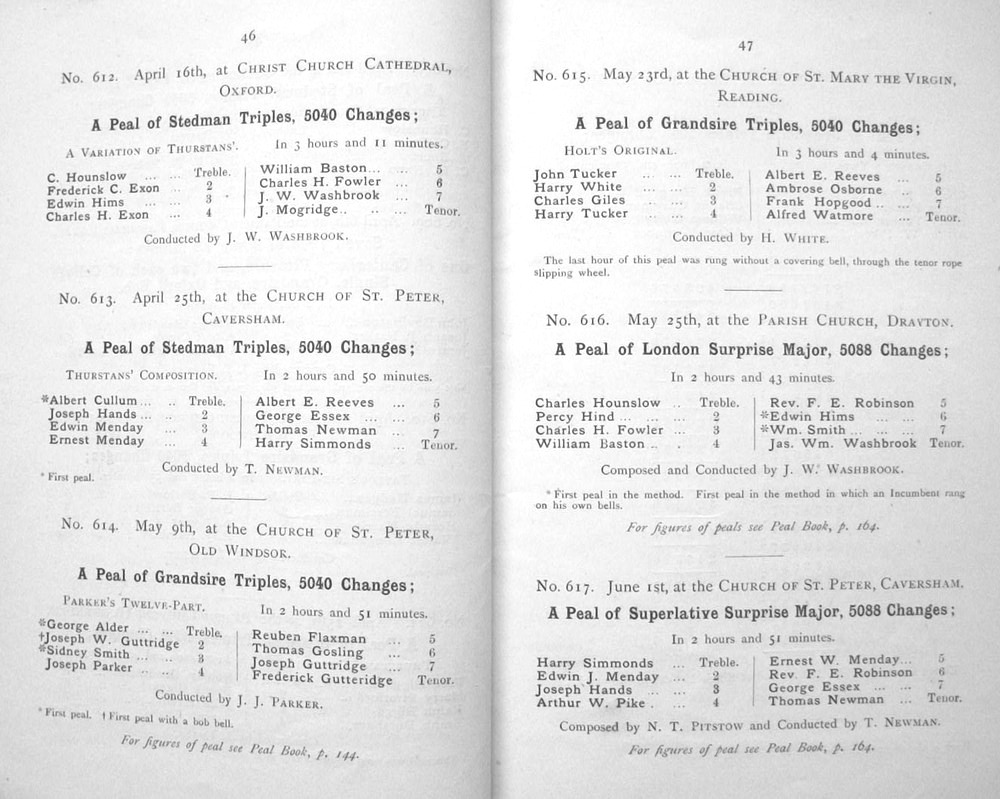 46
No. 612. April 16th, at Christ Church Cathedral,
Oxford.
A Peal of Stedman Triples, 5040 Changes;
A Variation of Thurstans'. In 3 hours and 11 minutes.
C. Hounslow ... ... Treble. William Baston... ... 5
Frederick C. Exon ... 2 Charles H. Fowler ... 6
Edwin Hims ... ... 3 J. W. Washbrook ... 7
Charles H. Exon ... 4 J. Mogridge.. ... ... Tenor.
Conducted by J. W. Washbrook.
No. 613. April 25th, at the Church of St. Peter,
Caversham.
A Peal of Stedman Triples, 5040 Changes;
Thurstans' Composition. In 2 hours and 50 minutes.
*Albert Cullum ... .. Treble. Albert E. Reeves ... 5
Joseph Hands ... ... 2 George Essex ... ... 6
Edwin Menday ... 3 Thomas Newman ... 7
Ernest Menday ... 4 Harry Simmonds ... Tenor.
Conducted by T. Newman.
* First peal.
No. 614. May 9th, at the Church of St. Peter,
Old Windsor.
A Peal of Grandsire Triples, 5040 Changes;
Parker's Twelve-Part. In 2 hours and 51 minutes.
*George Alder ... ... Treble. Reuben Flaxman ... 5
†Joseph W. Guttridge 2 Thomas Gosling ... 6
*Sidney Smith ... ... 3 Joseph Guttridge ... 7
Joseph Parker ... .. 4 Frederick Gutteridge Tenor.
Conducted by J. J. Parker.
* First peal. † First peal with a bob bell.
For figures of peal see Peal Book, p. 144.
47
No. 615. May 23rd, at the Church of St. Mary the Virgin,
Reading.
A Peal of Grandsire Triples, 5040 Changes;
Holt's Original. In 3 hours and 4 minutes.
John Tucker ... ... Treble. Albert E. Reeves ... 5
Harry White ... ... 2 Ambrose Osborne .. 6
Charles Giles ... ... 3 Frank Hopgood .. ... 7
Harry Tucker ... ... 4 Alfred Watmore ... Tenor.
Conducted by H. White.
The last hour of this peal was rung without a covering bell, through the tenor rope
slipping wheel.
No. 616. May 25th, at the Parish Church, Drayton.
A Peal of London Surprise Major, 5088 Changes;
In 2 hours and 43 minutes.
Charles Hounslow .. Treble. Rev. F. E. Robinson 5
Percy Hind ... ... 2 *Edwin Hims ... ... 6
Charles H. Fowler ... 3 *Wm. Smith ... ... ... 7
William Baston .. . 4 Jas. Wm. Washbrook Tenor.
Composed and Conducted by J. W. Washbrook.
* First peal in the method. First peal in the method in which an Incumbent rang
on his own bells.
For figures of peals see Peal Book, p. 164.
No. 617. June 1st, at the Church of St. Peter, Caversham.
A Peal of Superlative Surprise Major, 5088 Changes;
In 2 hours and 51 minutes.
Harry Simmonds ... Treble. Ernest W. Menday... 5
Edwin J. Menday ... 2 Rev. F. E. Robinson 6
Joseph Hands ... ... 3 George Essex ... ... 7
Arthur W. Pike . ... 4 Thomas Newman ... Tenor.
Composed by N. T. Pitstow and Conducted by T. Newman.
For figures of peal see Peal Book, p. 164.